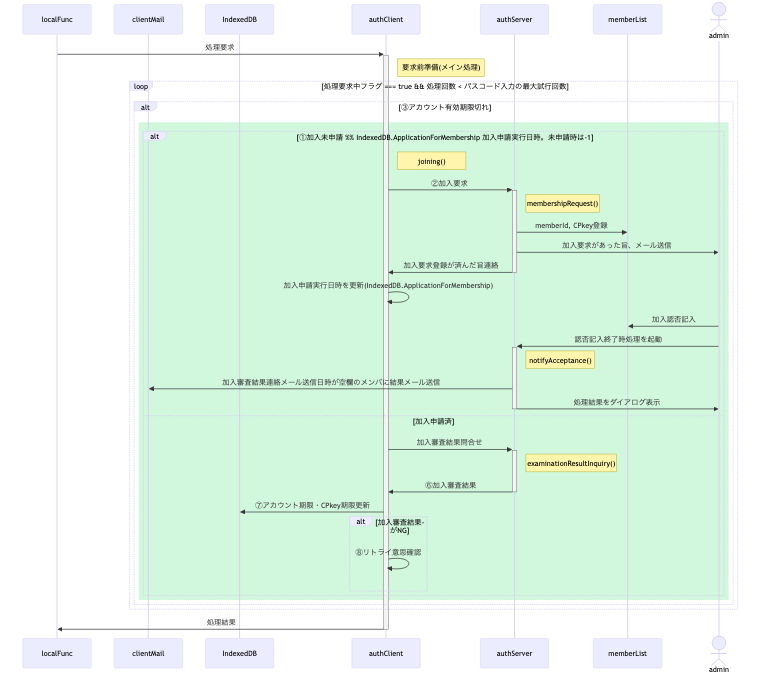 localFunc
clientMail
IndexedDB
authClient
authServer
memberList
admin
処理要求
要求前準備(メイン処理)
loop
[処理要求中フラグ === true && 処理回数 < パスコード入力の最大試行回数]
alt
[③アカウント有効期限切れ]
alt
[①加入未申請 %% IndexedDB.ApplicationForMembership 加入申請実行日時。未申請時は-1]
joining()
②加入要求
membershipRequest()
memberId, CPkey登録
加入要求があった旨、メール送信
加入要求登録が済んだ旨連絡
加入申請実行日時を更新(IndexedDB.ApplicationForMembership)
加入認否記入
認否記入終了時処理を起動
notifyAcceptance()
加入審査結果連絡メール送信日時が空欄のメンバに結果メール送信
処理結果をダイアログ表示
[加入申請済]
加入審査結果問合せ
examinationResultInquiry()
⑥加入審査結果
⑦アカウント期限・CPkey期限更新
alt
[加入審査結果-
がNG]
⑧リトライ意思確認
処理結果
localFunc
clientMail
IndexedDB
authClient
authServer
memberList
admin